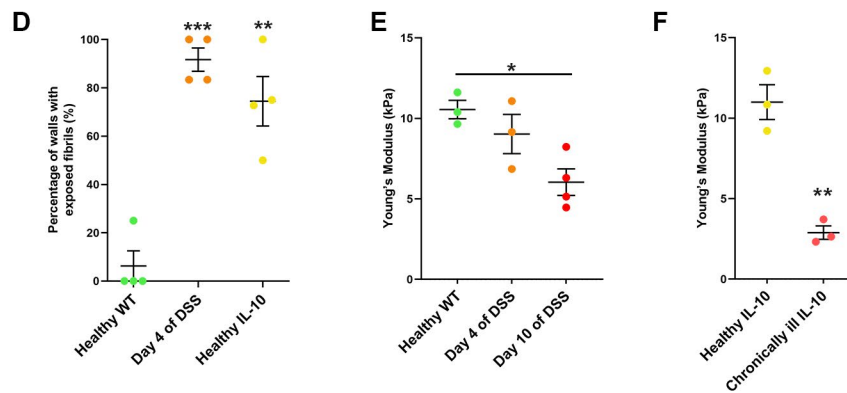 D
***
**
100
80
60
40
20
0
Percentage of walls with
exposed fibrils (%)
Healthy WT
Day 4 of DSS
Healthy IL-10
E
*
15
10
5
0
Young's Modulus (kPa)
Healthy WT
Day 4 of DSS
Day 10 of DSS
F
**
15
10
5
0
Young's Modulus (kPa)
Healthy IL-10
Chronically ill IL-10